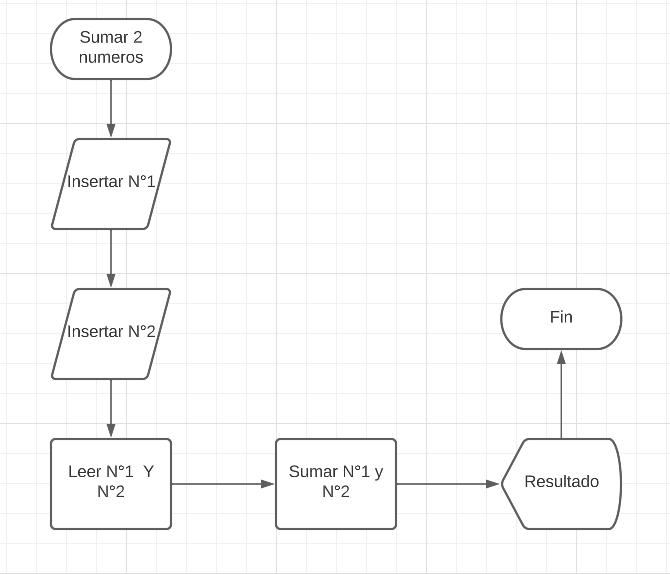 Sumar 2
numeros
Insertar N°1
Insertar N°2
Leer N°1  Y
N°2
Sumar N°1 y
N°2
Resultado
Fin